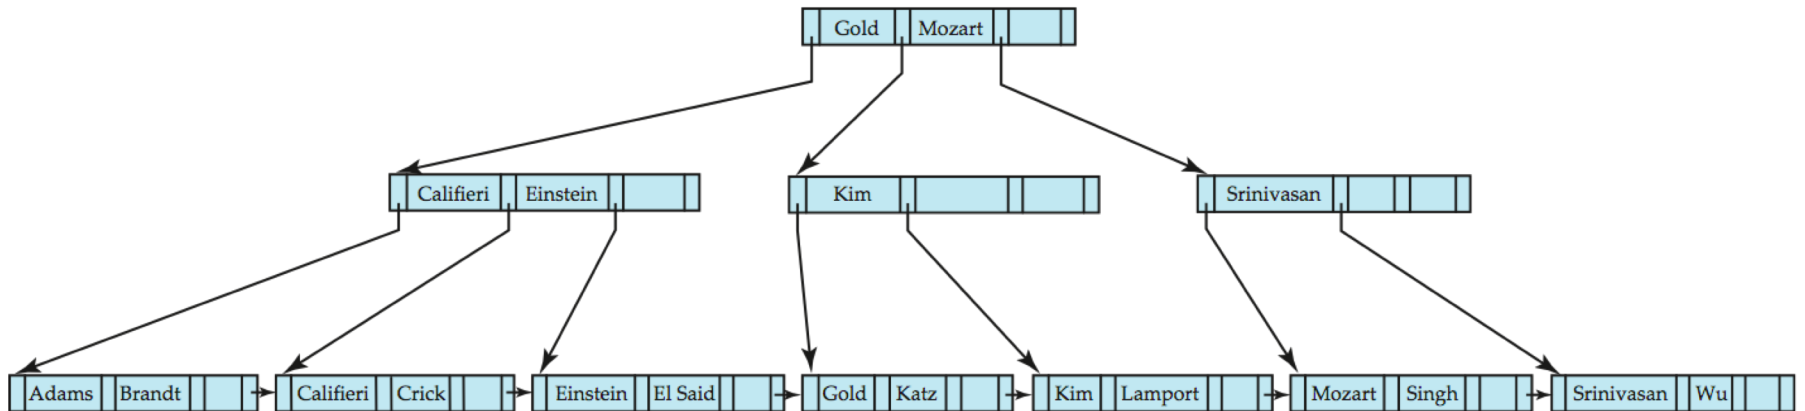 Gold Mozart
Califieri Einstein Kim Srinivasan
Adams Brandt Califieri Crick Einstein El Said Gold Katz Kim Lamport Mozart Singh Srinivasan Wu